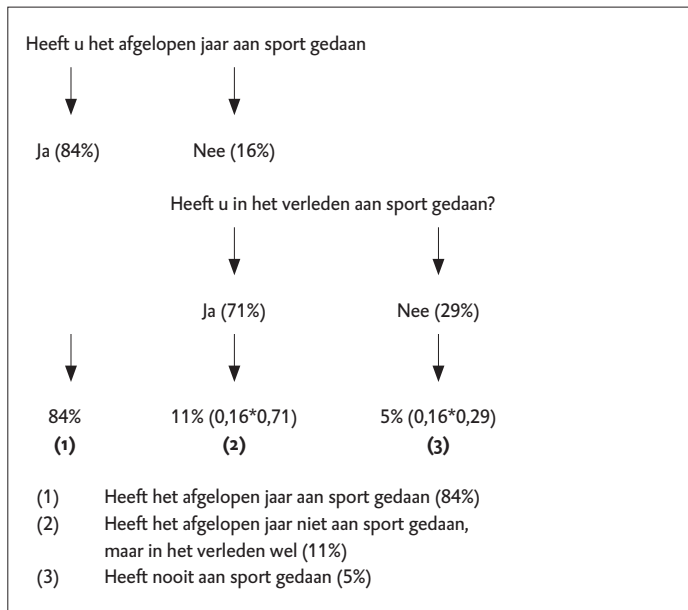 Heeft u het afgelopen jaar aan sport gedaan
Ja (84%) Nee (16%)
Heeft u in het verleden aan sport gedaan?
Ja (71%) Nee (29%)
84% 11% (0,16*0,71) 5% (0,16*0,29)
(1) (2) (3)
(1) Heeft het afgelopen jaar aan sport gedaan (84%)
(2) Heeft het afgelopen jaar niet aan sport gedaan,
maar in het verleden wel (11%)
(3) Heeft nooit aan sport gedaan (5%)